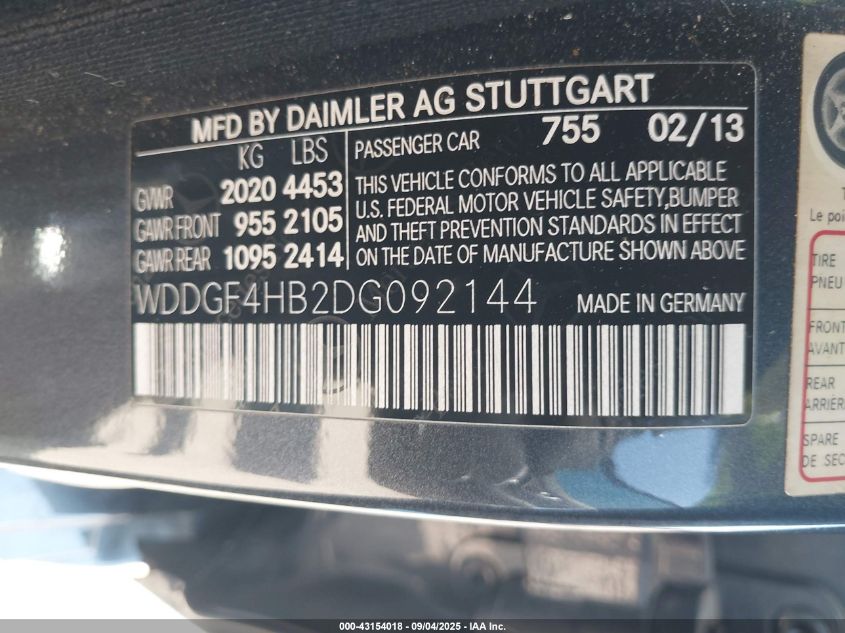 MFD BY DAIMLER AG STUTTGART
KG LBS
GVWR 2020 4453
GAWR FRONT 955 2105
GAWR REAR 1095 2414
PASSENGER CAR 755 02/13
THIS VEHICLE CONFORMS TO ALL APPLICABLE
U.S. FEDERAL MOTOR VEHICLE SAFETY,BUMPER
AND THEFT PREVENTION STANDARDS IN EFFECT
ON THE DATE OF MANUFACTURE SHOWN ABOVE
WDDGF4HB2DG092144 MADE IN GERMANY
Le poi
TIRE
PNEU
FRONT
AVANT
REAR
ARRIÈRE
SPARE
DE SEC
000-43154018 - 09/04/2025 - IAA Inc.